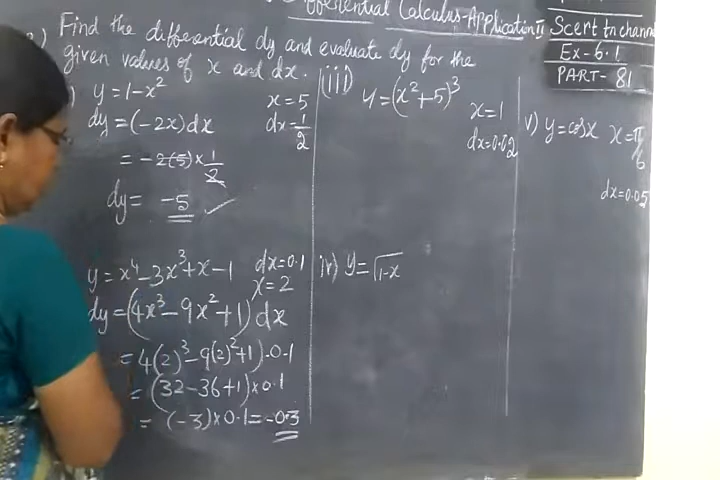 Differential Calculus-Application II
Scert tn channel
Ex-6.1
PART-81
) Find the differential dy and evaluate dy for the
given values of x and dx.
) y = 1-x²
x=5
dy = (-2x)dx
dx=1/2
= -2(5)×1/2
dy = -5
y = x⁴-3x³+x-1
dx=0.1
x=2
dy=(4x³-9x²+1)dx
=4(2)³-9(2)²+1)·0.1
= (32-36+1)×0.1
= (-3)×0.1=-0.3
(iii) y=(x²+5)³
x=1
dx=0.02
iv) y=√1-x
v) y=cosx x=π/6
dx=0.05